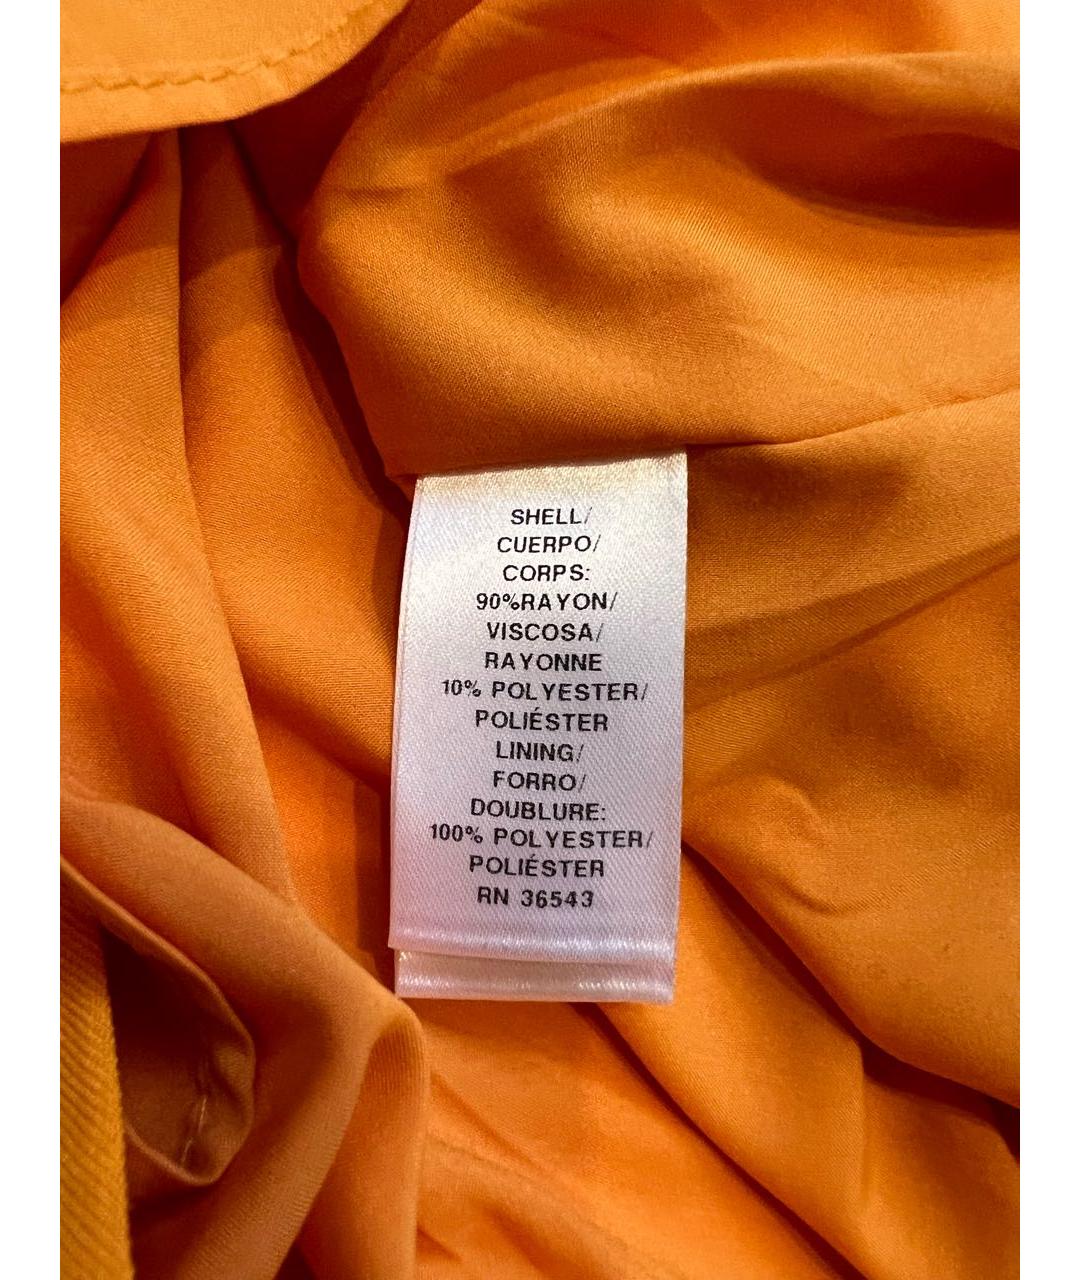 SHELL/
CUERPO/
CORPS:
90%RAYON/
VISCOSA/
RAYONNE
10% POLYESTER/
POLIÉSTER
LINING/
FORRO/
DOUBLURE:
100% POLYESTER/
POLIÉSTER
RN 36543